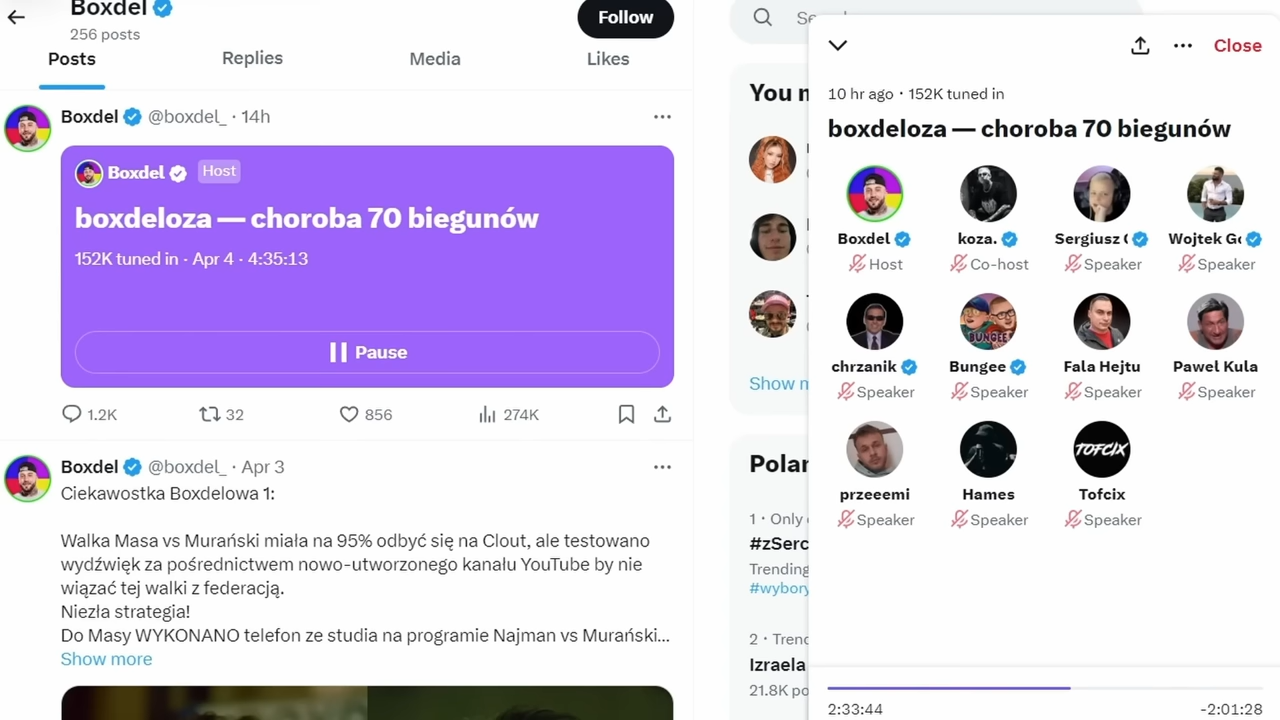 Boxdel
256 posts
Follow
Posts
Replies
Media
Likes
Boxdel @boxdel_ · 14h
Boxdel Host
boxdeloza — choroba 70 biegunów
152K tuned in · Apr 4 · 4:35:13
Pause
1.2K
32
856
274K
Boxdel @boxdel_ · Apr 3
Ciekawostka Boxdelowa 1:
Walka Masa vs Murański miała na 95% odbyć się na Clout, ale testowano
wydźwięk za pośrednictwem nowo-utworzonego kanału YouTube by nie
wiązać tej walki z federacją.
Niezła strategia!
Do Masy WYKONANO telefon ze studia na programie Najman vs Murański...
Show more
You
Show
1 · Only
#zSerc
Trending
#wybory
2 · Trend
Izraela
21.8K po
Close
10 hr ago · 152K tuned in
boxdeloza — choroba 70 biegunów
Boxdel
Host
koza.
Co-host
Sergiusz
Speaker
Wojtek
Speaker
chrzanik
Speaker
Bungee
BUNGEE
Speaker
Fala Hejtu
Speaker
Paweł Kula
Speaker
przeeemi
Speaker
Hames
Speaker
TOFCIX
Tofcix
Speaker
2:33:44
-2:01:28